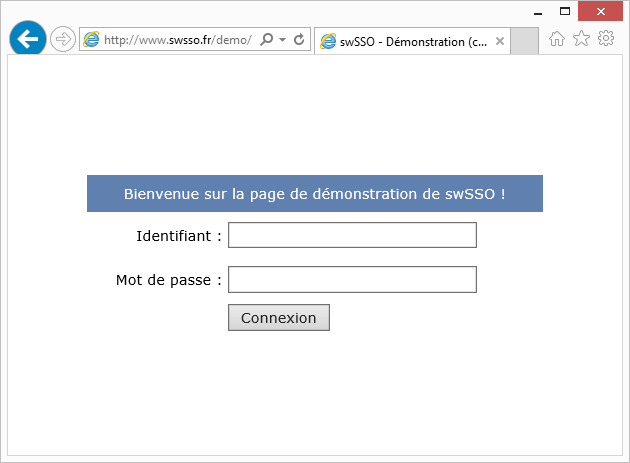 http://www.swsso.fr/demo/
swSSO - Démonstration (c...
Bienvenue sur la page de démonstration de swSSO !
Identifiant :
Mot de passe :
Connexion